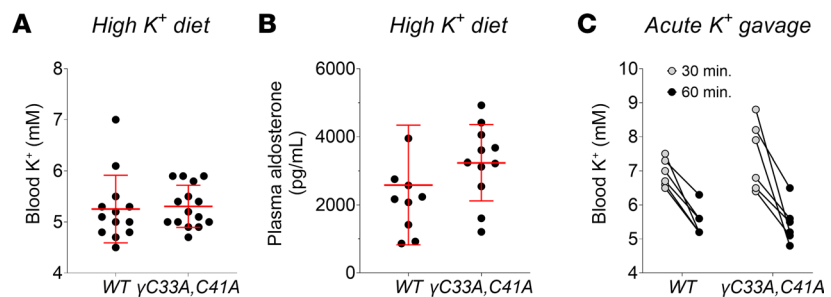 A High K+ diet
8
7
6
5
4
Blood K+ (mM)
WT γC33A,C41A
B High K+ diet
6000
4000
2000
0
Plasma aldosterone
(pg/mL)
WT γC33A,C41A
C Acute K+ gavage
30 min.
60 min.
10
9
8
7
6
5
4
Blood K+ (mM)
WT γC33A,C41A